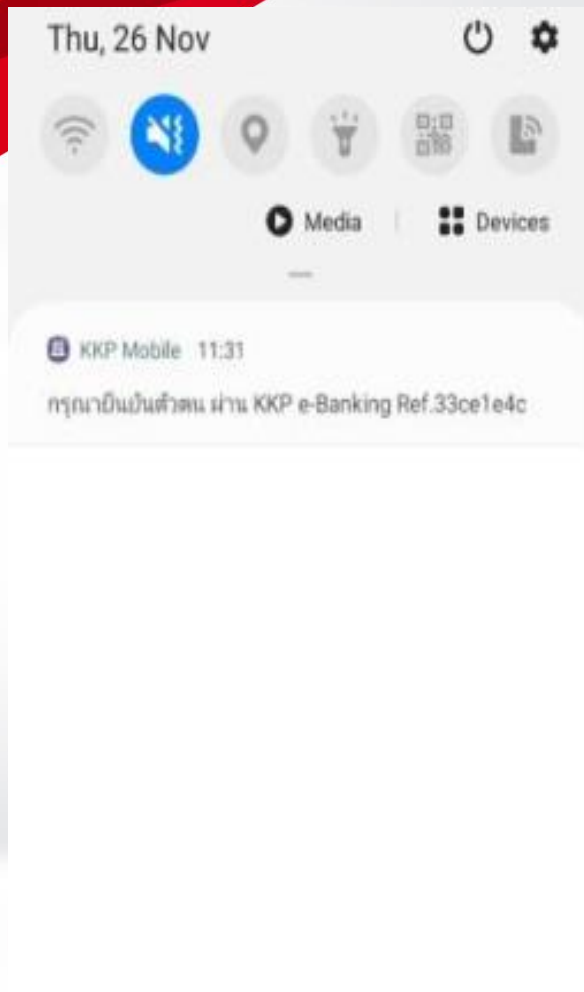 Thu, 26 Nov
Media
Devices
KKP Mobile 11:31
กรุณายืนยันตัวตน ผ่าน KKP e-Banking Ref.33ce1e4c